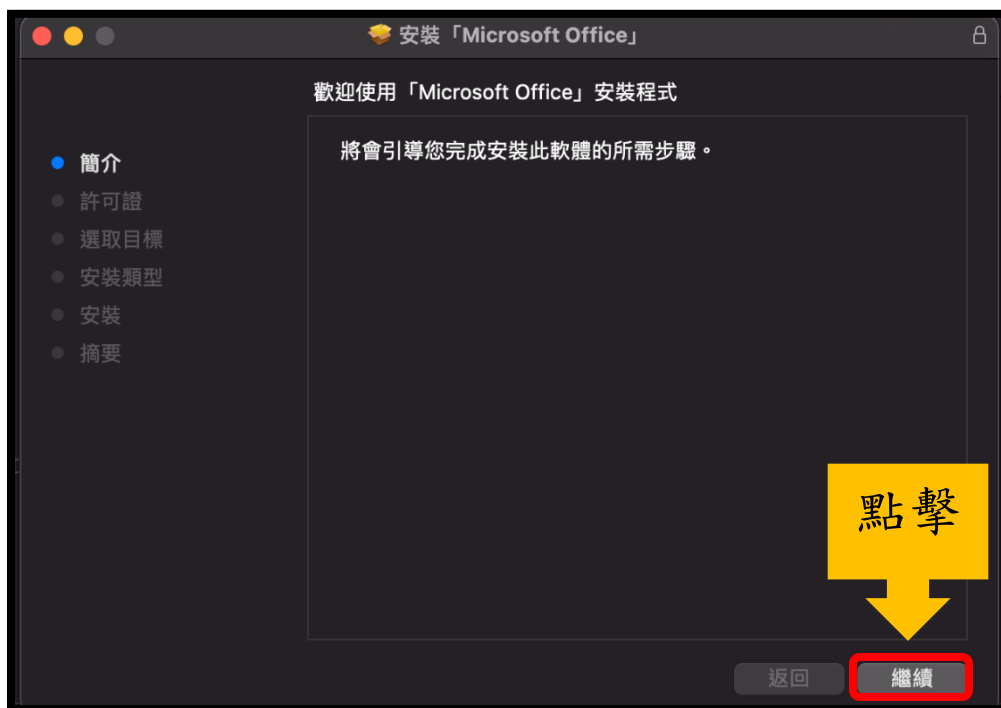 安裝「Microsoft Office」
歡迎使用「Microsoft Office」安裝程式
將會引導您完成安裝此軟體的所需步驟。
簡介
許可證
選取目標
安裝類型
安裝
摘要
點擊
返回
繼續